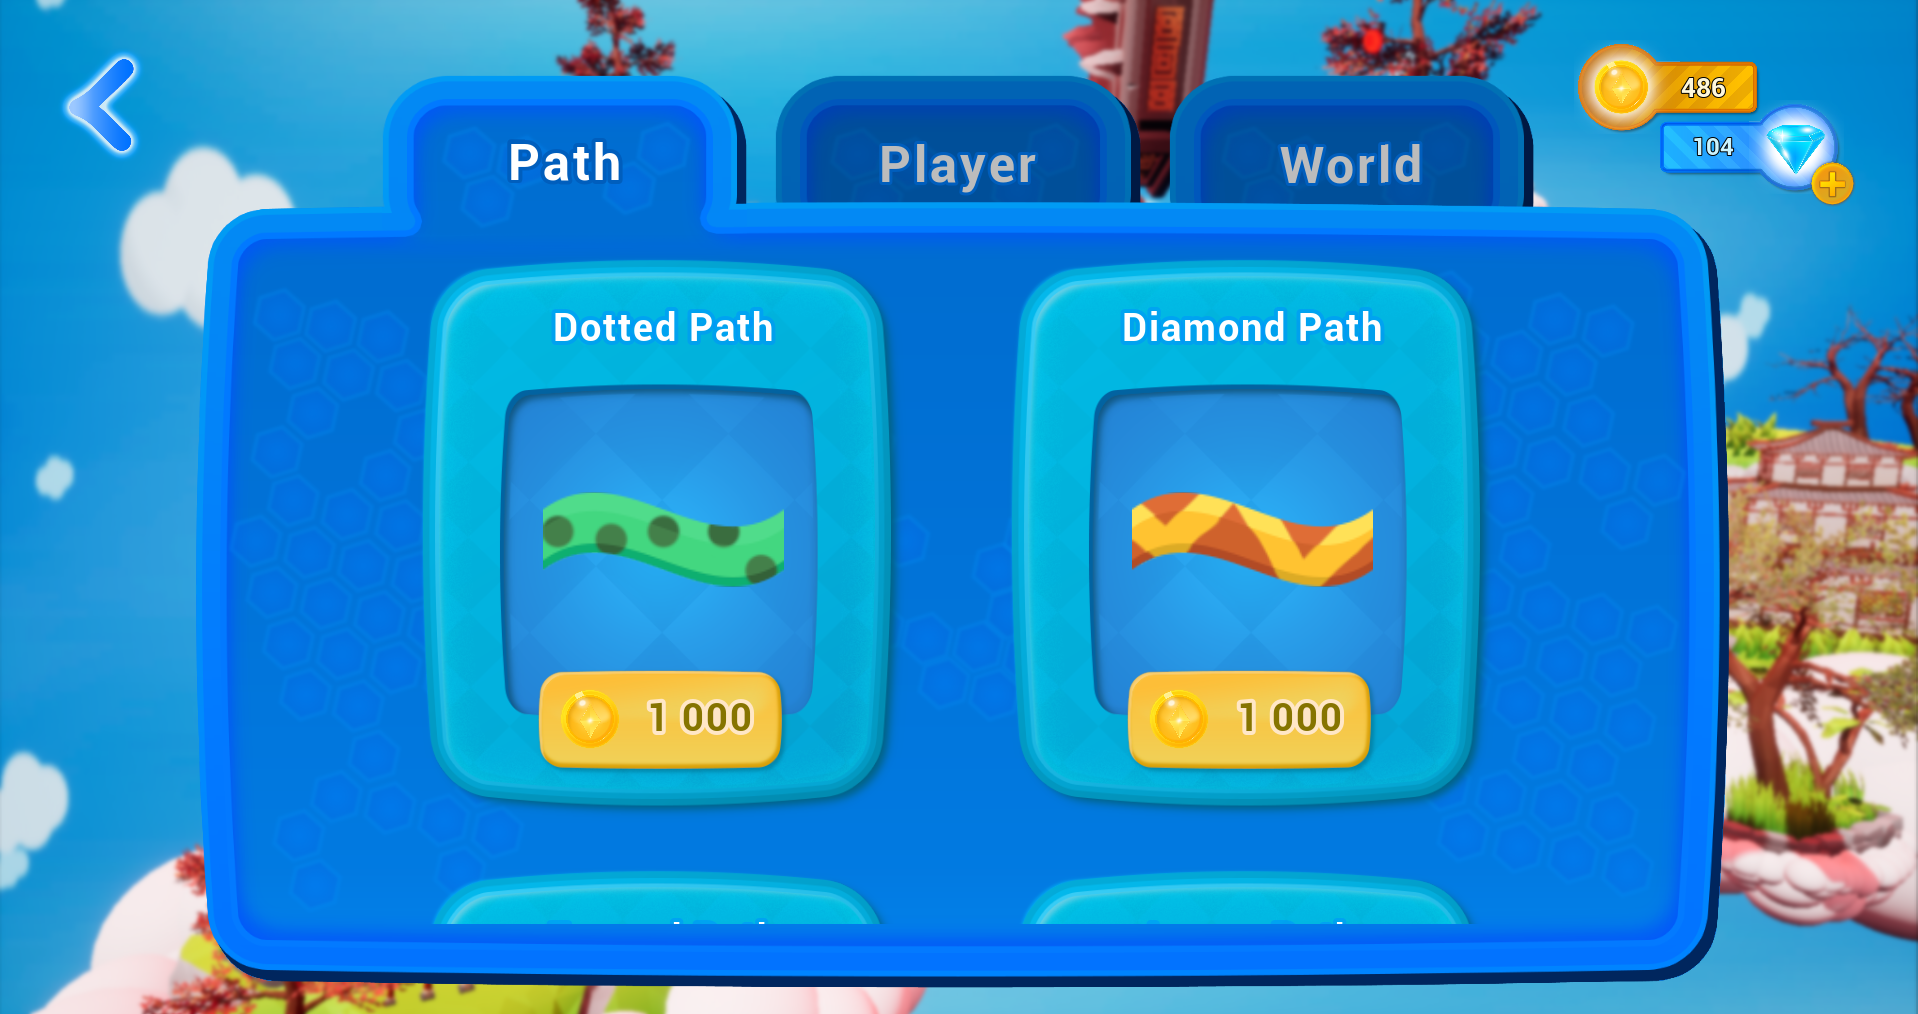 Path
Player
World
486
104
Dotted Path
Diamond Path
1 000
1 000